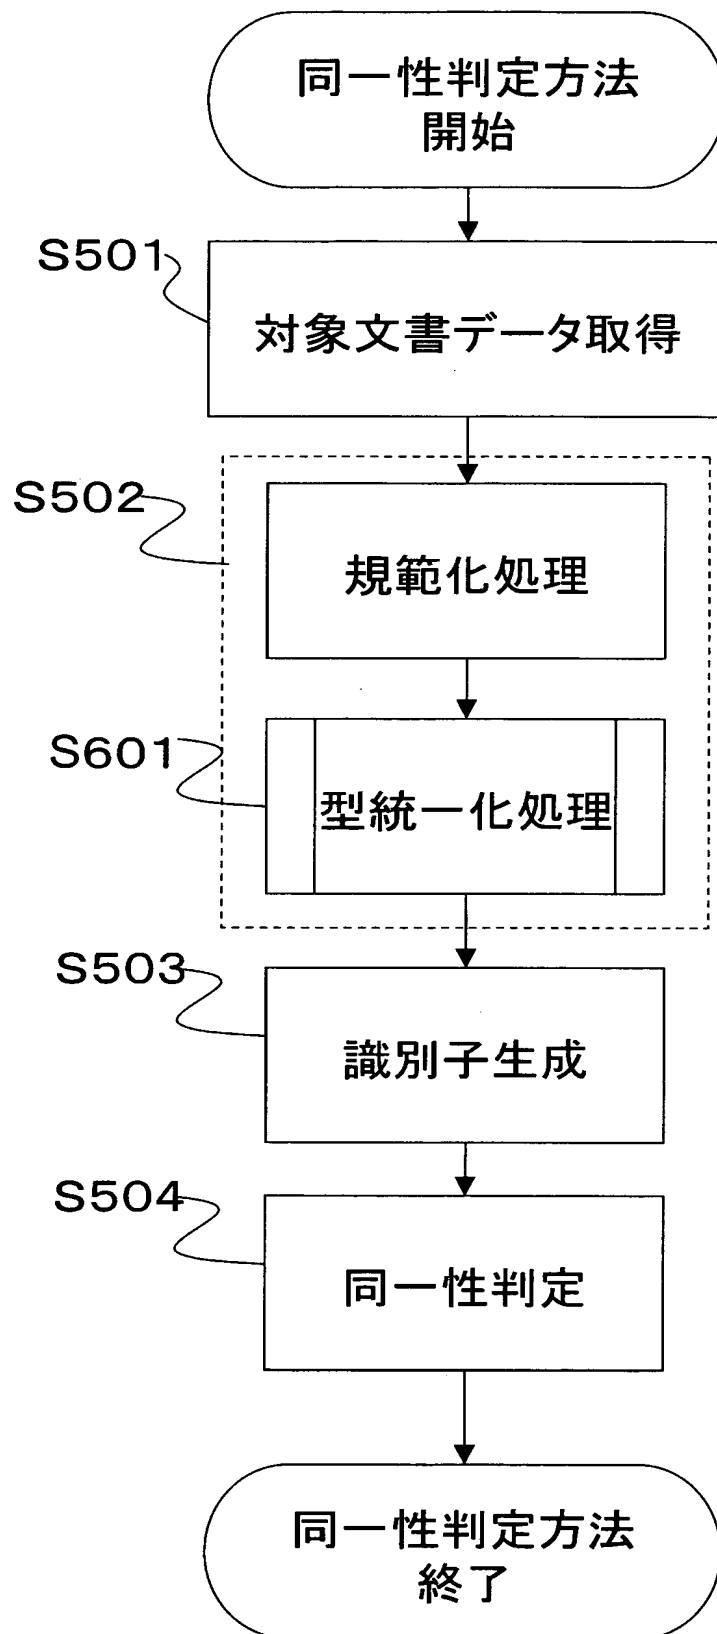 同一性判定方法
開始
S501
対象文書データ取得
S502
規範化処理
S601
型統一化処理
S503
識別子生成
S504
同一性判定
同一性判定方法
終了